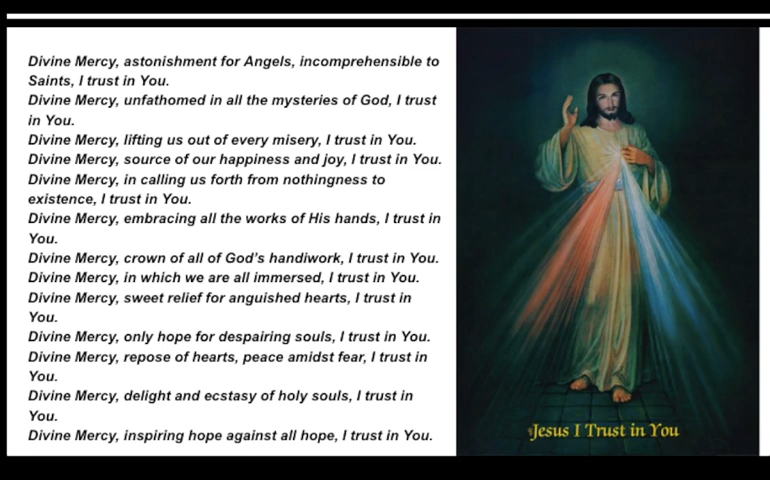 Divine Mercy, astonishment for Angels, incomprehensible to
Saints, I trust in You.
Divine Mercy, unfathomed in all the mysteries of God, I trust
in You.
Divine Mercy, lifting us out of every misery, I trust in You.
Divine Mercy, source of our happiness and joy, I trust in You.
Divine Mercy, in calling us forth from nothingness to
existence, I trust in You.
Divine Mercy, embracing all the works of His hands, I trust in
You.
Divine Mercy, crown of all of God’s handiwork, I trust in You.
Divine Mercy, in which we are all immersed, I trust in You.
Divine Mercy, sweet relief for anguished hearts, I trust in
You.
Divine Mercy, only hope for despairing souls, I trust in You.
Divine Mercy, repose of hearts, peace amidst fear, I trust in
You.
Divine Mercy, delight and ecstasy of holy souls, I trust in
You.
Divine Mercy, inspiring hope against all hope, I trust in You.
Jesus I Trust in You